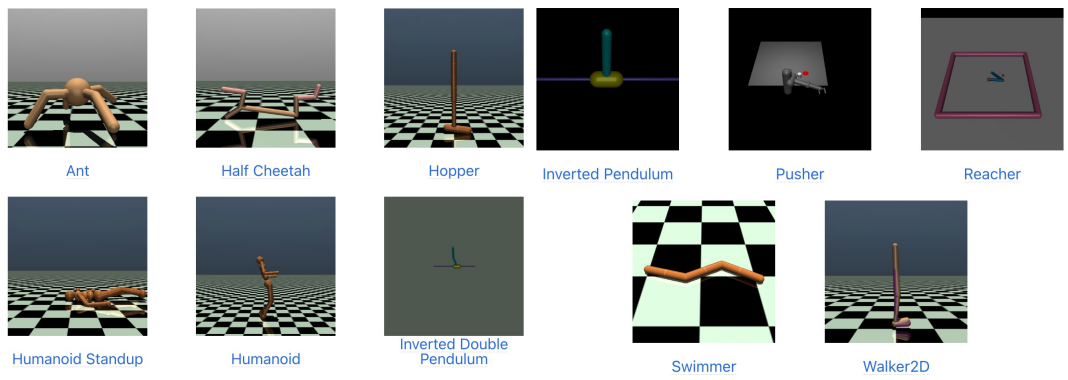 Ant
Half Cheetah
Hopper
Inverted Pendulum
Pusher
Reacher
Humanoid Standup
Humanoid
Inverted Double
Pendulum
Swimmer
Walker2D